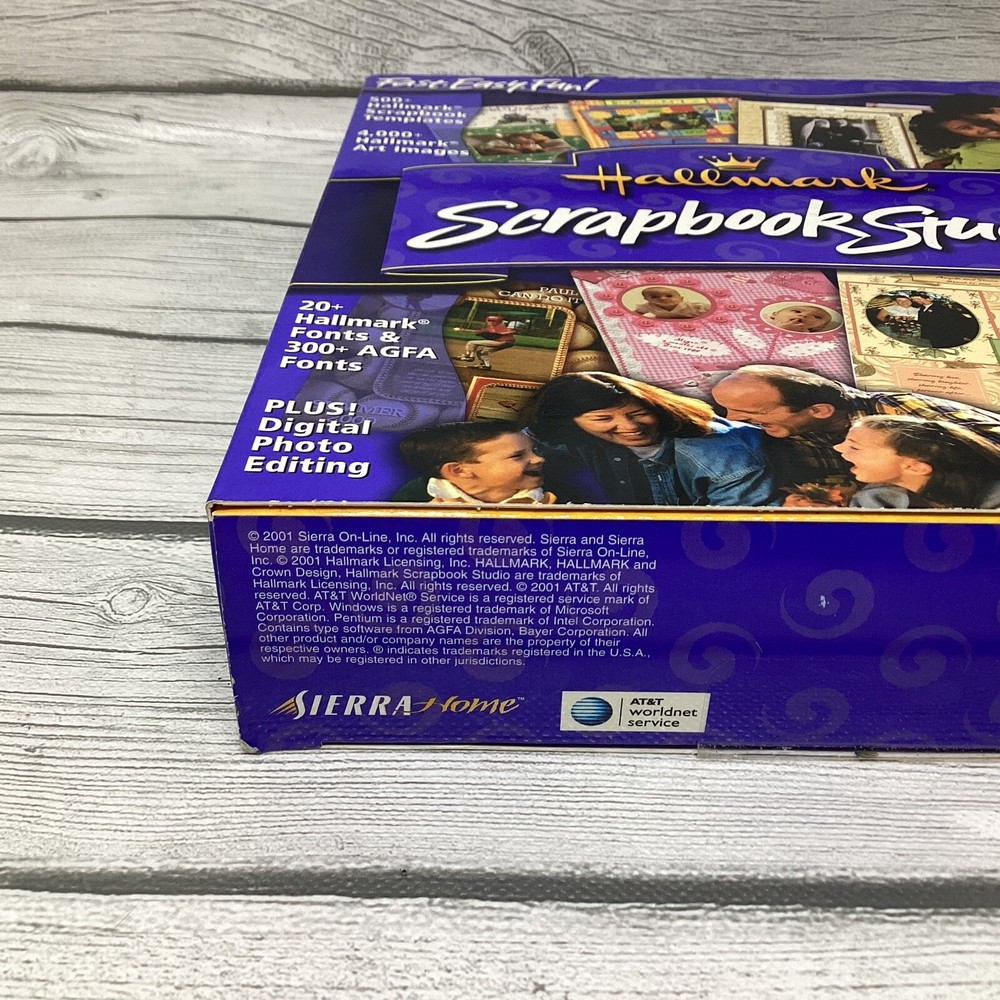 Fast. Easy. Fun!
500+
Hallmark
Scrapbook
Templates
4,000+
Hallmark®
Art Images
Hallmark
Scrapbook Stu
PAUL
CAN DO IT
20+
Hallmark®
Fonts &
300+ AGFA
Fonts
PLUS!
Digital
Photo
Editing
© 2001 Sierra On-Line, Inc. All rights reserved. Sierra and Sierra
Home are trademarks or registered trademarks of Sierra On-Line,
Inc. © 2001 Hallmark Licensing, Inc. HALLMARK, HALLMARK and
Crown Design, Hallmark Scrapbook Studio are trademarks of
Hallmark Licensing, Inc. All rights reserved. © 2001 AT&T. All rights
reserved. AT&T WorldNet® Service is a registered service mark of
AT&T Corp. Windows is a registered trademark of Microsoft
Corporation. Pentium is a registered trademark of Intel Corporation.
Contains type software from AGFA Division, Bayer Corporation. All
other product and/or company names are the property of their
respective owners. ® indicates trademarks registered in the U.S.A.,
which may be registered in other jurisdictions.
SIERRA Home™
AT&T
worldnet
service